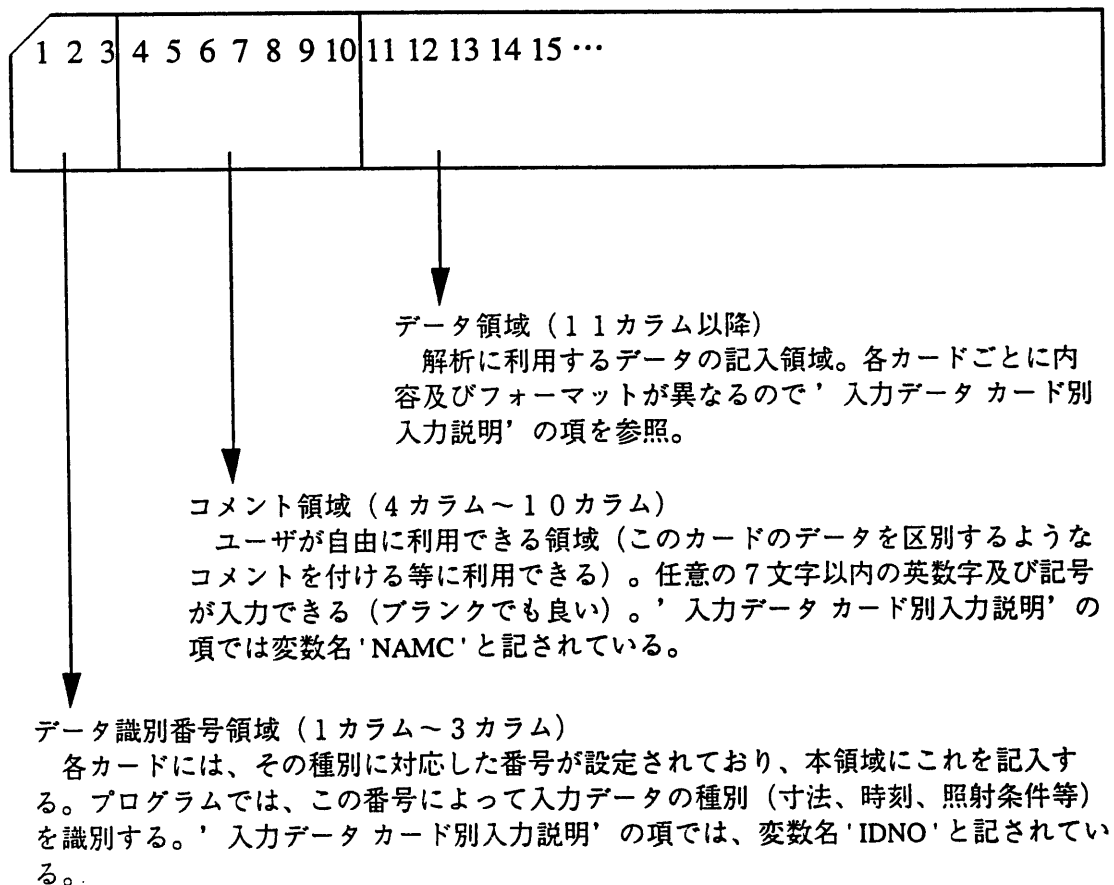 1 2 3 4 5 6 7 8 9 10 11 12 13 14 15 …
データ領域（１１カラム以降）
解析に利用するデータの記入領域。各カードごとに内
容及びフォーマットが異なるので’入力データ カード別
入力説明’の項を参照。
コメント領域（４カラム～１０カラム）
ユーザが自由に利用できる領域（このカードのデータを区別するような
コメントを付ける等に利用できる）。任意の７文字以内の英数字及び記号
が入力できる（ブランクでも良い）。’入力データ カード別入力説明’の
項では変数名'NAMC'と記されている。
データ識別番号領域（１カラム～３カラム）
各カードには、その種別に対応した番号が設定されており、本領域にこれを記入す
る。プログラムでは、この番号によって入力データの種別（寸法、時刻、照射条件等）
を識別する。’入力データ カード別入力説明’の項では、変数名'IDNO'と記されてい
る。